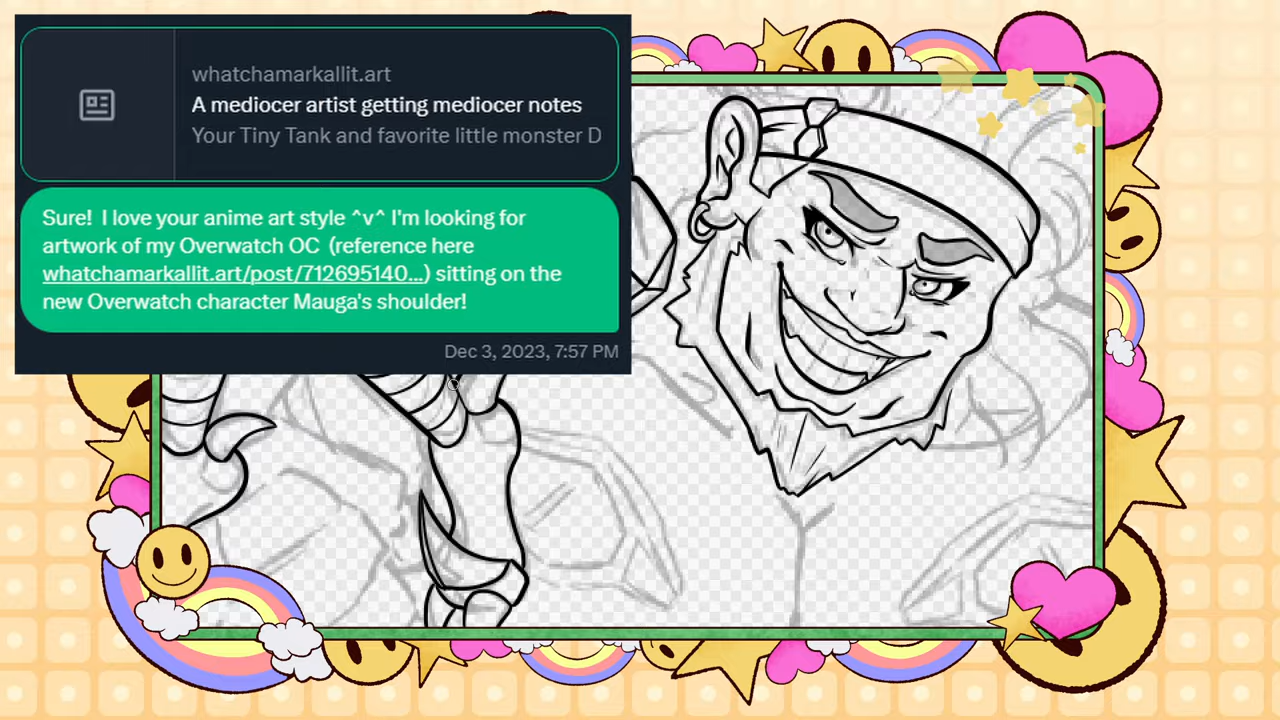 whatchamarkallit.art
A mediocer artist getting mediocer notes
Your Tiny Tank and favorite little monster D
Sure!  I love your anime art style ^v^ I'm looking for
artwork of my Overwatch OC  (reference here
whatchamarkallit.art/post/712695140...) sitting on the
new Overwatch character Mauga's shoulder!
Dec 3, 2023, 7:57 PM